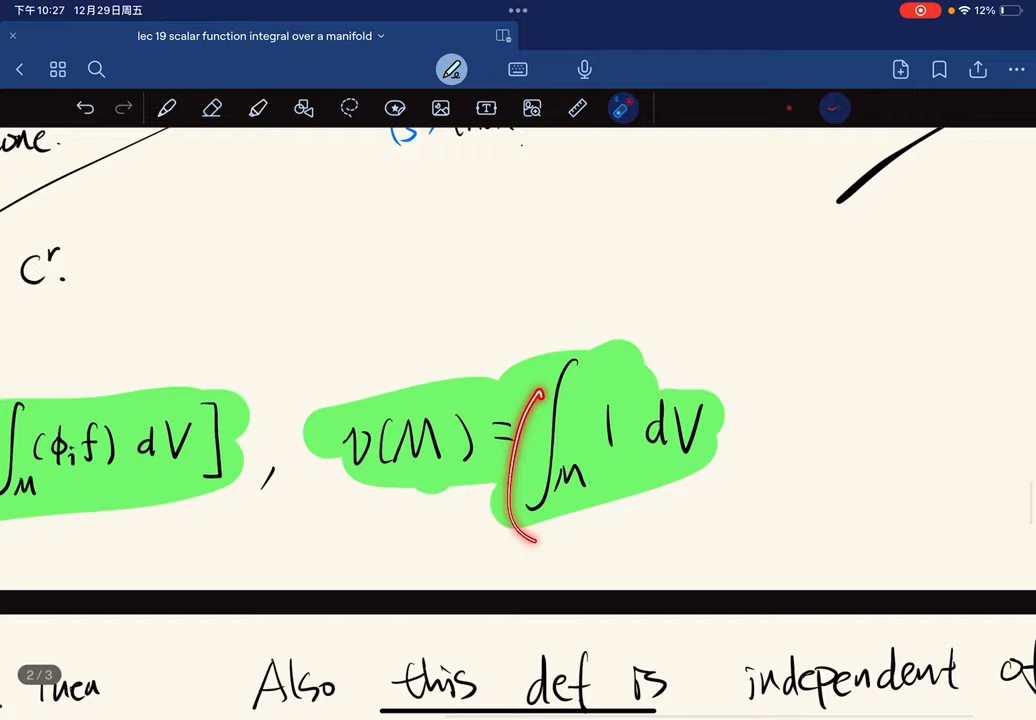 下午10:27 12月29日周五
12%
lec 19 scalar function integral over a manifold
one.
C^r.
∫_M (ϕ_i f) dV ] , v(M) = ∫_M 1 dV
2/3
Then Also this def is independent of